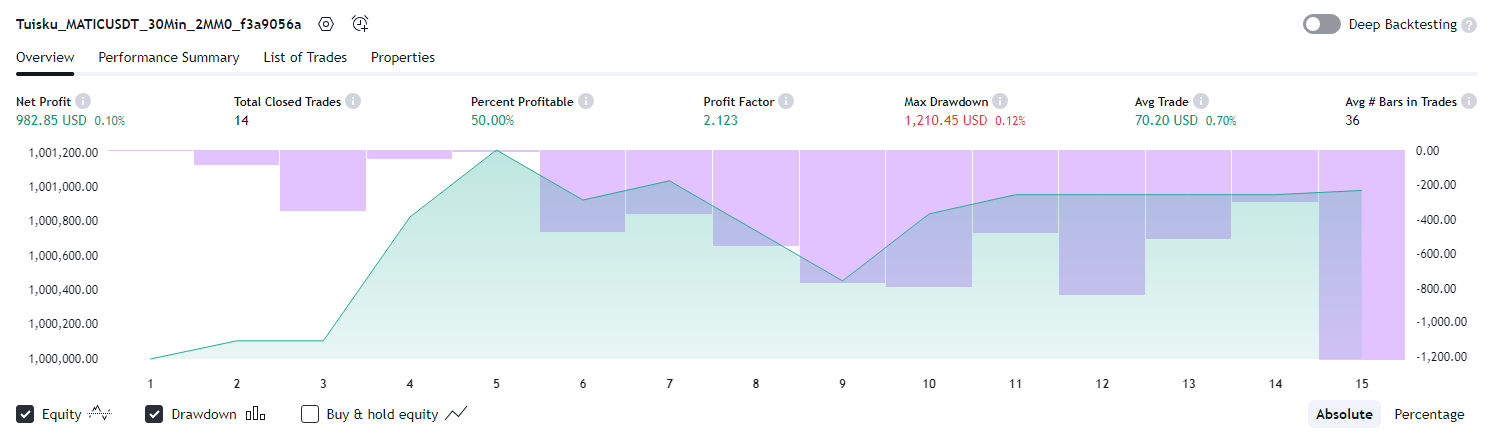 Tuisku_MATICUSDT_30Min_2MM0_f3a9056a Deep Backtesting ?
Overview Performance Summary List of Trades Properties
Net Profit i Total Closed Trades i Percent Profitable i Profit Factor i Max Drawdown i Avg Trade i Avg # Bars in Trades i
982.85 USD 0.10% 14 50.00% 2.123 1,210.45 USD 0.12% 70.20 USD 0.70% 36
1,001,200.00 0.00
1,001,000.00 -200.00
1,000,800.00 -400.00
1,000,600.00 -600.00
1,000,400.00 -800.00
1,000,200.00 -1,000.00
1,000,000.00 -1,200.00
1 2 3 4 5 6 7 8 9 10 11 12 13 14 15
Equity Drawdown Buy & hold equity Absolute Percentage